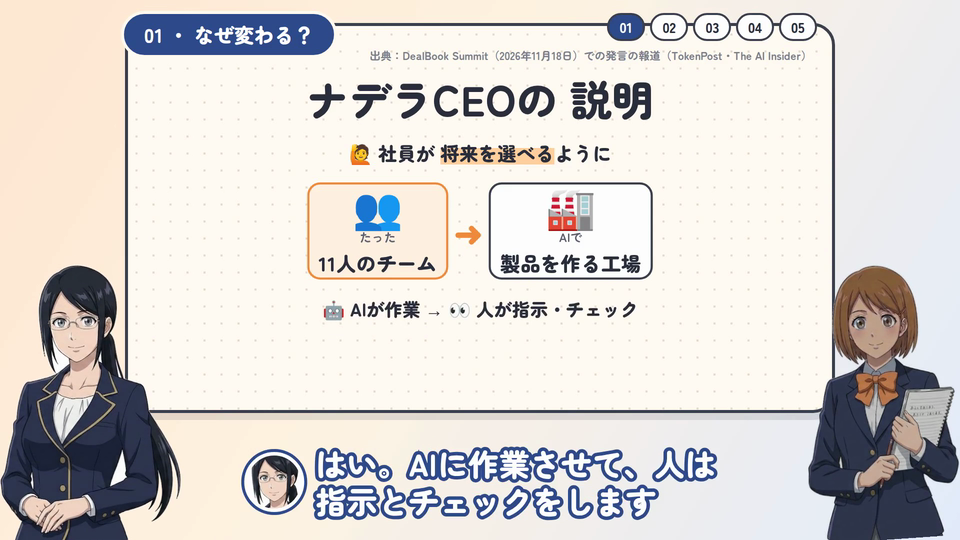 01 ・ なぜ変わる？
01 02 03 04 05
出典：DealBook Summit（2026年11月18日）での発言の報道（TokenPost・The AI Insider）
ナデラCEOの 説明
🙋 社員が 将来を選べるように
たった
11人のチーム
➜
AIで
製品を作る工場
🤖 AIが作業 → 👀 人が指示・チェック
はい。AIに作業させて、人は
指示とチェックをします